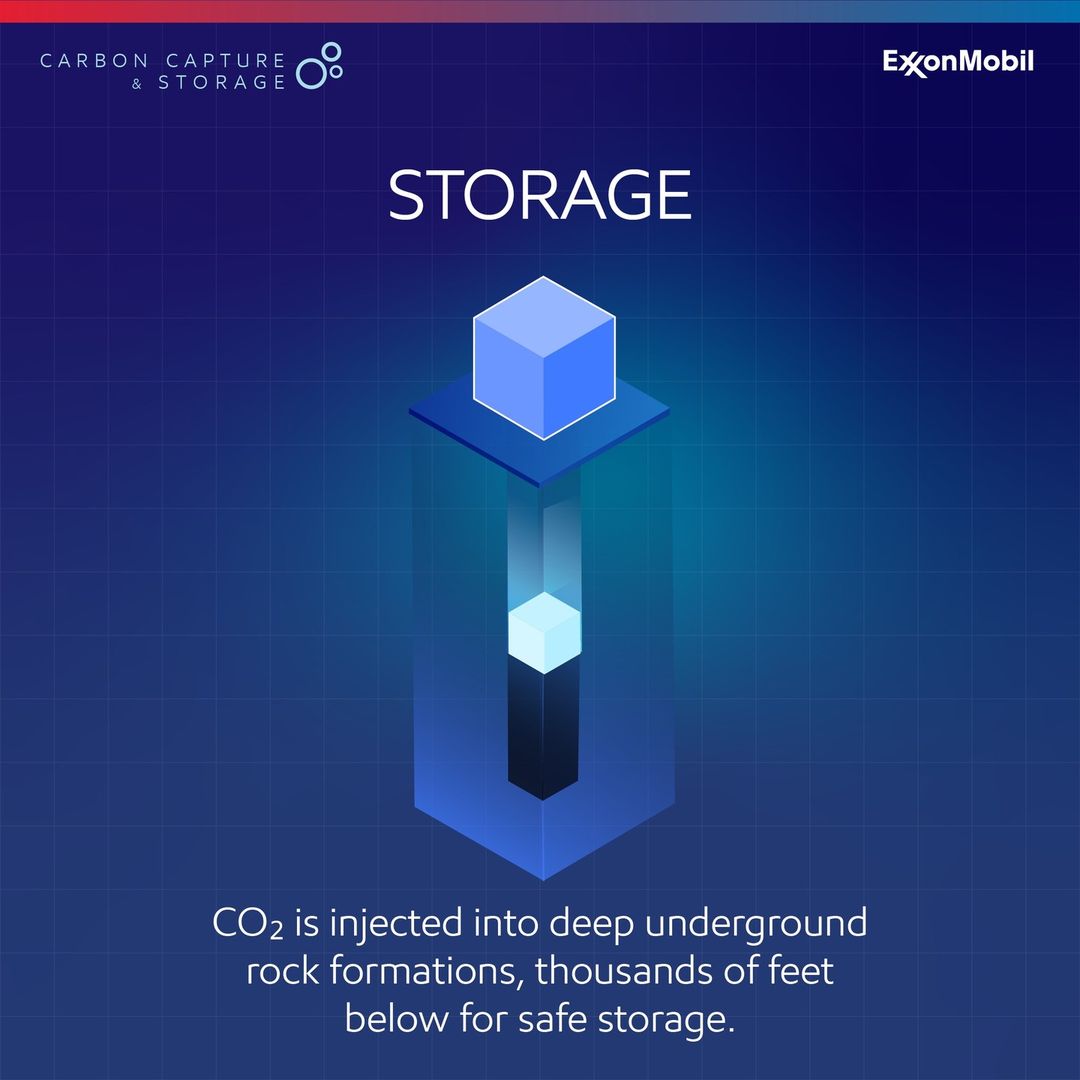 CARBON CAPTURE
& STORAGE
ExxonMobil
STORAGE
CO₂ is injected into deep underground
rock formations, thousands of feet
below for safe storage.